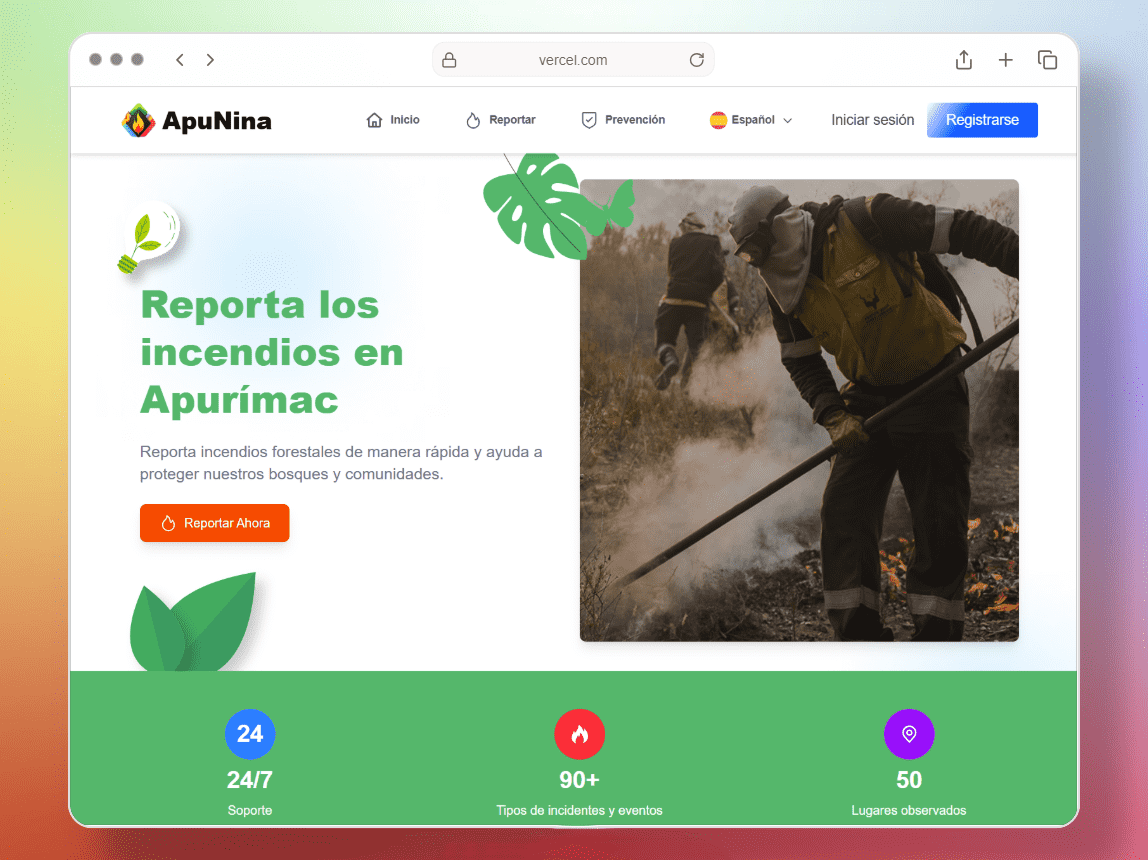 vercel.com
ApuNina
Inicio
Reportar
Prevención
Español
Iniciar sesión
Registrarse
Reporta los
incendios en
Apurímac
Reporta incendios forestales de manera rápida y ayuda a
proteger nuestros bosques y comunidades.
Reportar Ahora
24
24/7
Soporte
90+
Tipos de incidentes y eventos
50
Lugares observados